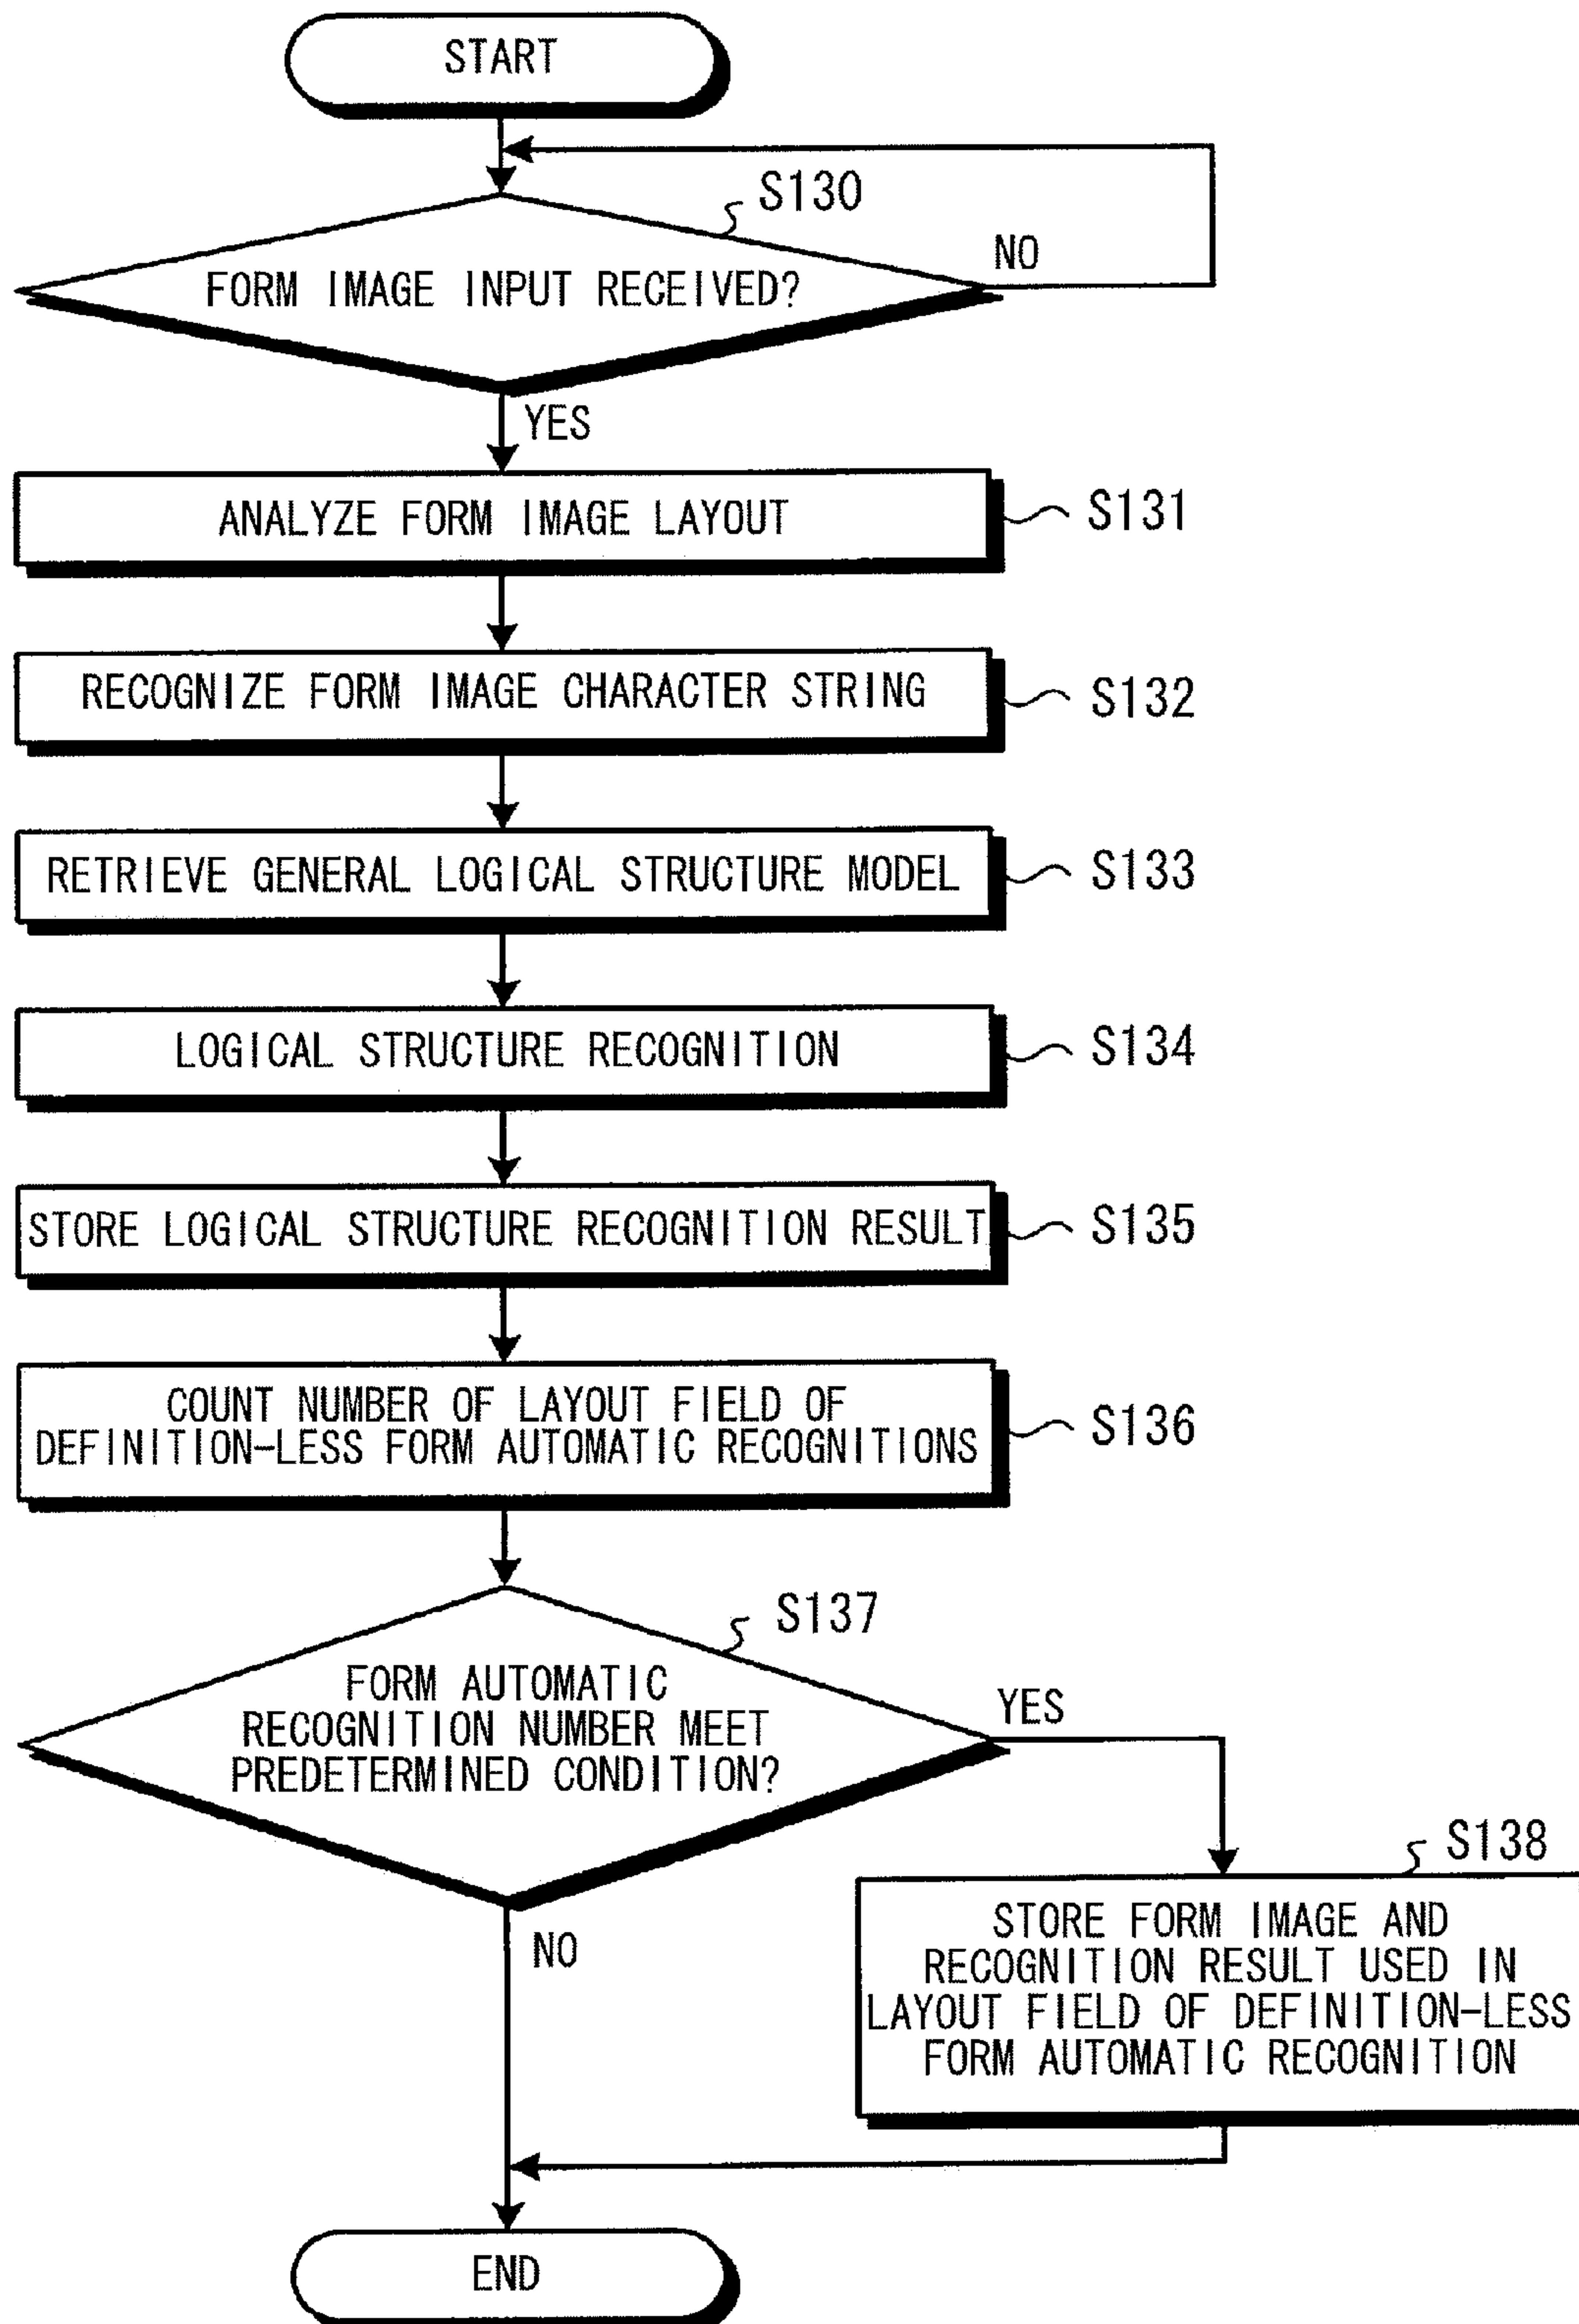 START
S130
FORM IMAGE INPUT RECEIVED?
NO
YES
ANALYZE FORM IMAGE LAYOUT
S131
RECOGNIZE FORM IMAGE CHARACTER STRING
S132
RETRIEVE GENERAL LOGICAL STRUCTURE MODEL
S133
LOGICAL STRUCTURE RECOGNITION
S134
STORE LOGICAL STRUCTURE RECOGNITION RESULT
S135
COUNT NUMBER OF LAYOUT FIELD OF
DEFINITION-LESS FORM AUTOMATIC RECOGNITIONS
S136
S137
FORM AUTOMATIC
RECOGNITION NUMBER MEET
PREDETERMINED CONDITION?
YES
NO
S138
STORE FORM IMAGE AND
RECOGNITION RESULT USED IN
LAYOUT FIELD OF DEFINITION-LESS
FORM AUTOMATIC RECOGNITION
END